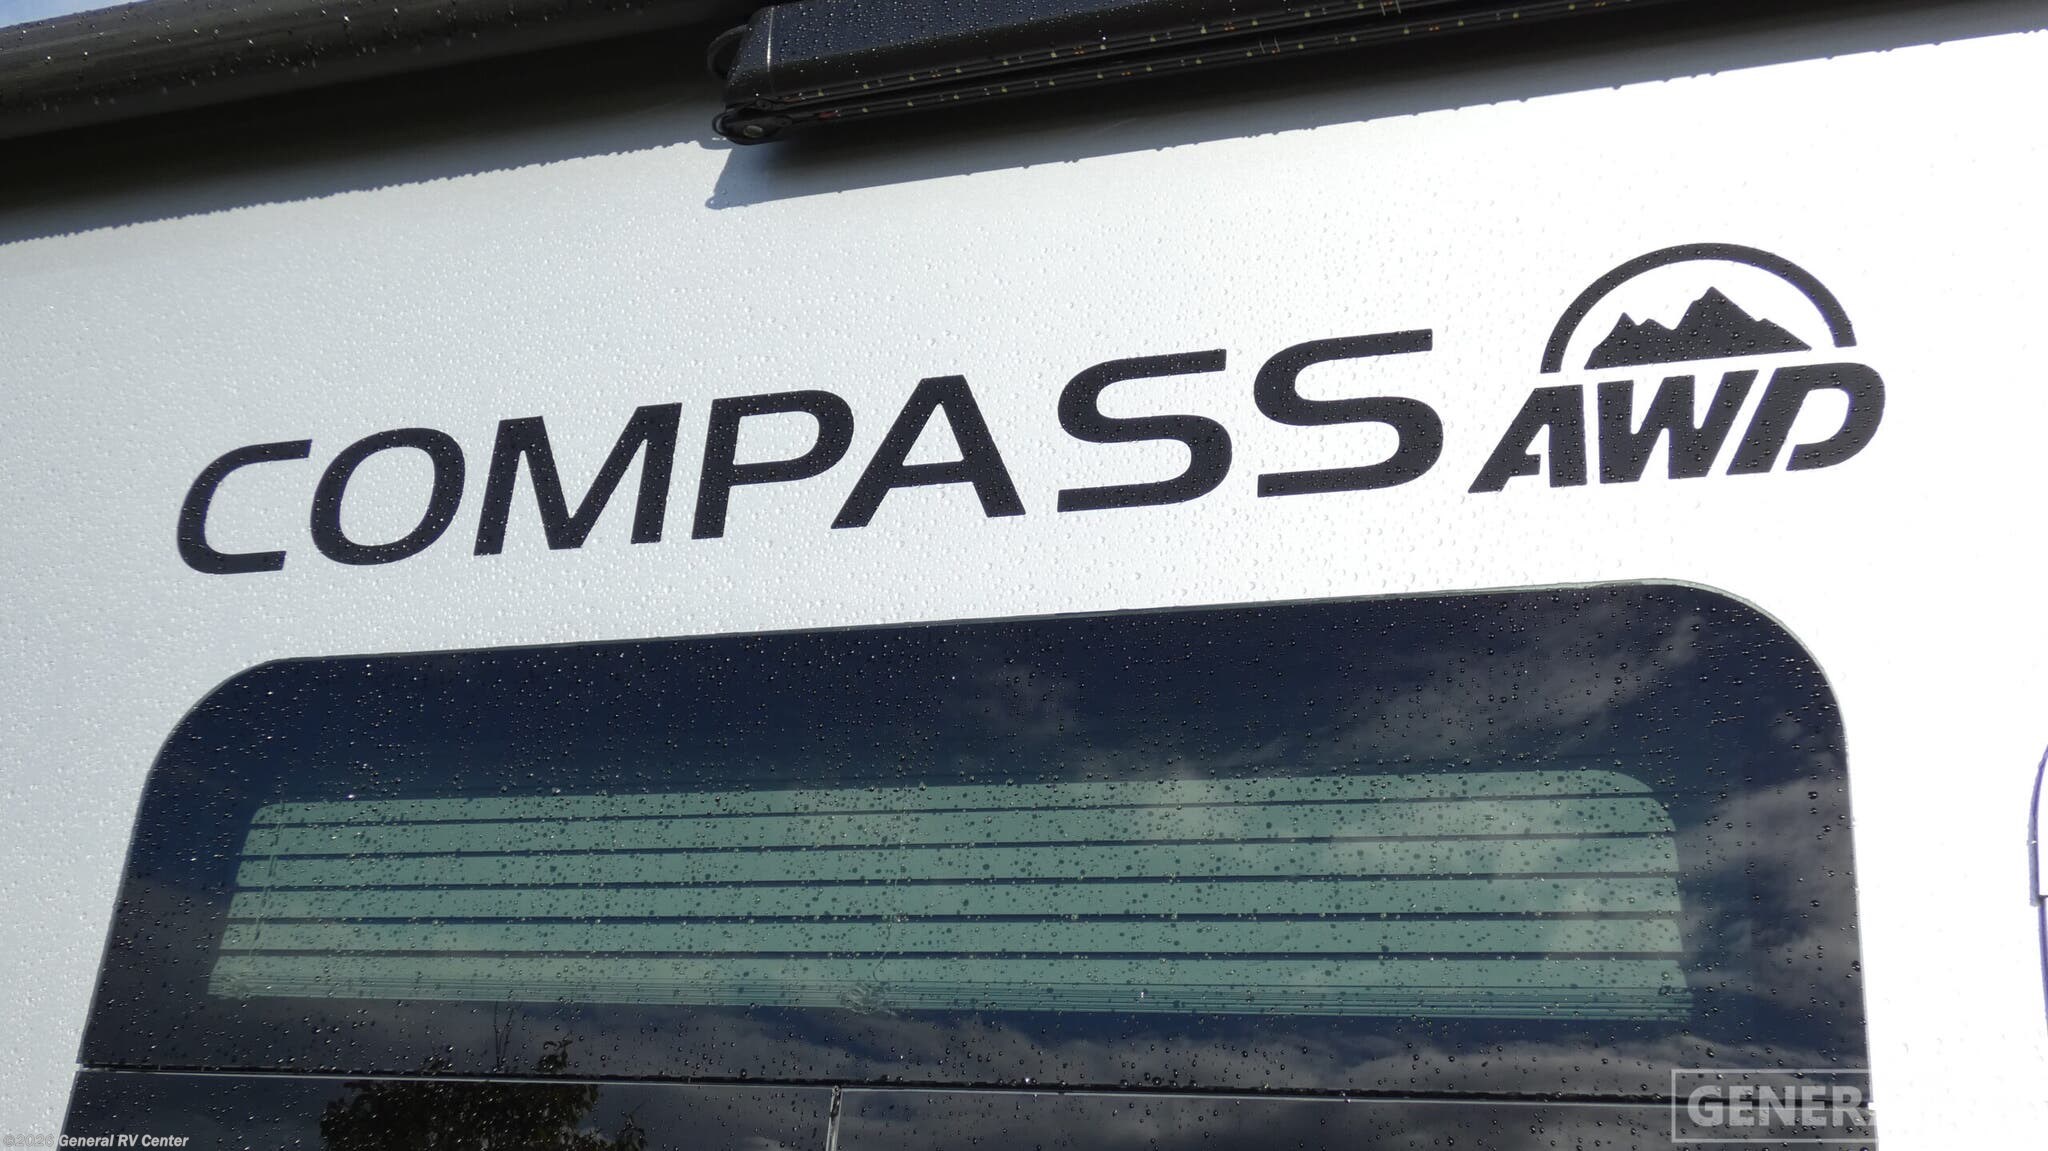 COMPASS AWD
GENER
©2026 General RV Center